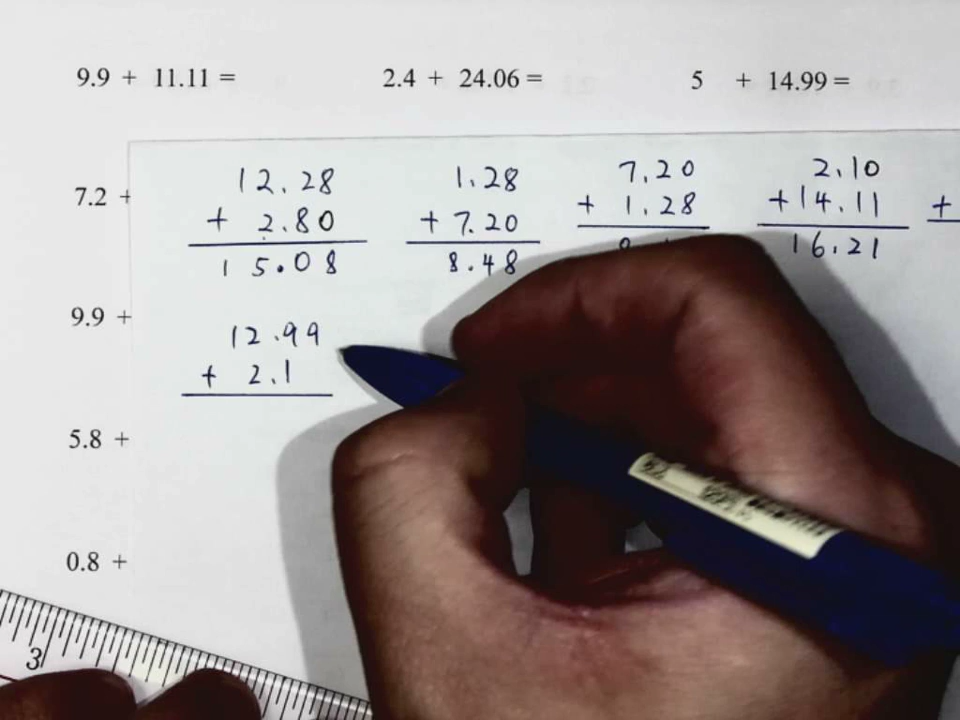 9.9 + 11.11 = 2.4 + 24.06 = 5 + 14.99 =
7.2 +
12.28 1.28 7.20 2.10
+ 2.80 + 7.20 + 1.28 +14.11 +
15.08 8.48 16.21
9.9 +
12.99
+ 2.1
5.8 +
0.8 +
3